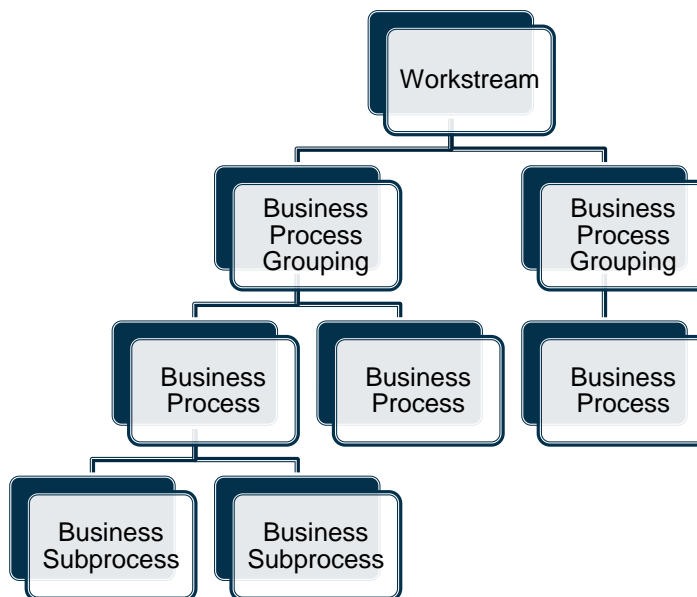 Workstream
Business
Process
Grouping
Business
Process
Grouping
Business
Process
Business
Process
Business
Process
Business
Subprocess
Business
Subprocess